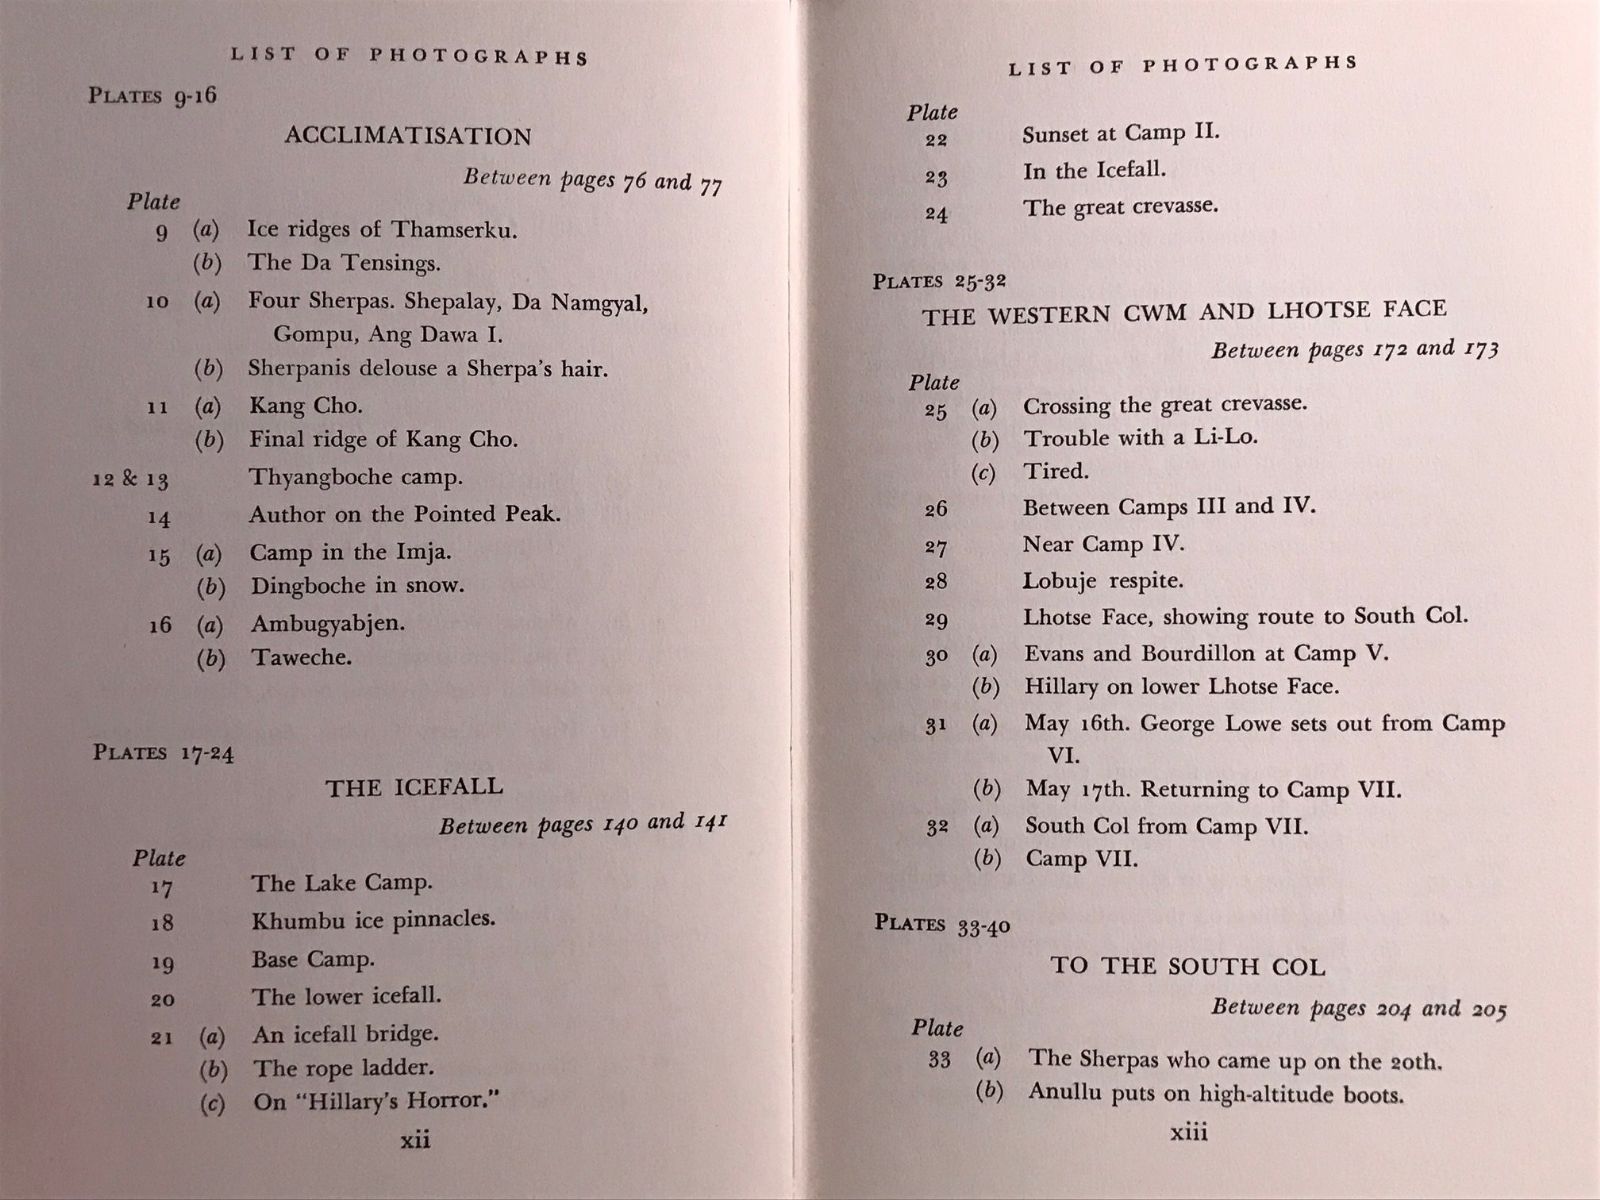 LIST OF PHOTOGRAPHS
PLATES 9-16
ACCLIMATISATION
Between pages 76 and 77
Plate
9 (a) Ice ridges of Thamserku.
(b) The Da Tensings.
10 (a) Four Sherpas. Shepalay, Da Namgyal,
Gompu, Ang Dawa I.
(b) Sherpanis delouse a Sherpa's hair.
11 (a) Kang Cho.
(b) Final ridge of Kang Cho.
12 & 13 Thyangboche camp.
14 Author on the Pointed Peak.
15 (a) Camp in the Imja.
(b) Dingboche in snow.
16 (a) Ambugyabjen.
(b) Taweche.
PLATES 17-24
THE ICEFALL
Between pages 140 and 141
Plate
17 The Lake Camp.
18 Khumbu ice pinnacles.
19 Base Camp.
20 The lower icefall.
21 (a) An icefall bridge.
(b) The rope ladder.
(c) On "Hillary's Horror."
xii
LIST OF PHOTOGRAPHS
Plate
22 Sunset at Camp II.
23 In the Icefall.
24 The great crevasse.
PLATES 25-32
THE WESTERN CWM AND LHOTSE FACE
Between pages 172 and 173
Plate
25 (a) Crossing the great crevasse.
(b) Trouble with a Li-Lo.
(c) Tired.
26 Between Camps III and IV.
27 Near Camp IV.
28 Lobuje respite.
29 Lhotse Face, showing route to South Col.
30 (a) Evans and Bourdillon at Camp V.
(b) Hillary on lower Lhotse Face.
31 (a) May 16th. George Lowe sets out from Camp
VI.
(b) May 17th. Returning to Camp VII.
32 (a) South Col from Camp VII.
(b) Camp VII.
PLATES 33-40
TO THE SOUTH COL
Between pages 204 and 205
Plate
33 (a) The Sherpas who came up on the 20th.
(b) Anullu puts on high-altitude boots.
xiii